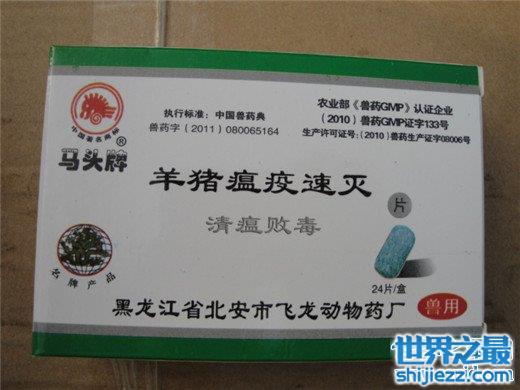 执行标准：中国兽药典
兽药字（2011）080065164
农业部《兽药GMP》认证企业
（2010）兽药GMP证字133号
生产许可证号：（2010）兽药生产证字08006号
中国著名商标
®
马头牌
羊猪瘟疫速灭
清瘟败毒
片
24片/盒
名牌产品
黑龙江省北安市飞龙动物药厂
兽用
世界之最
shijiezz.com